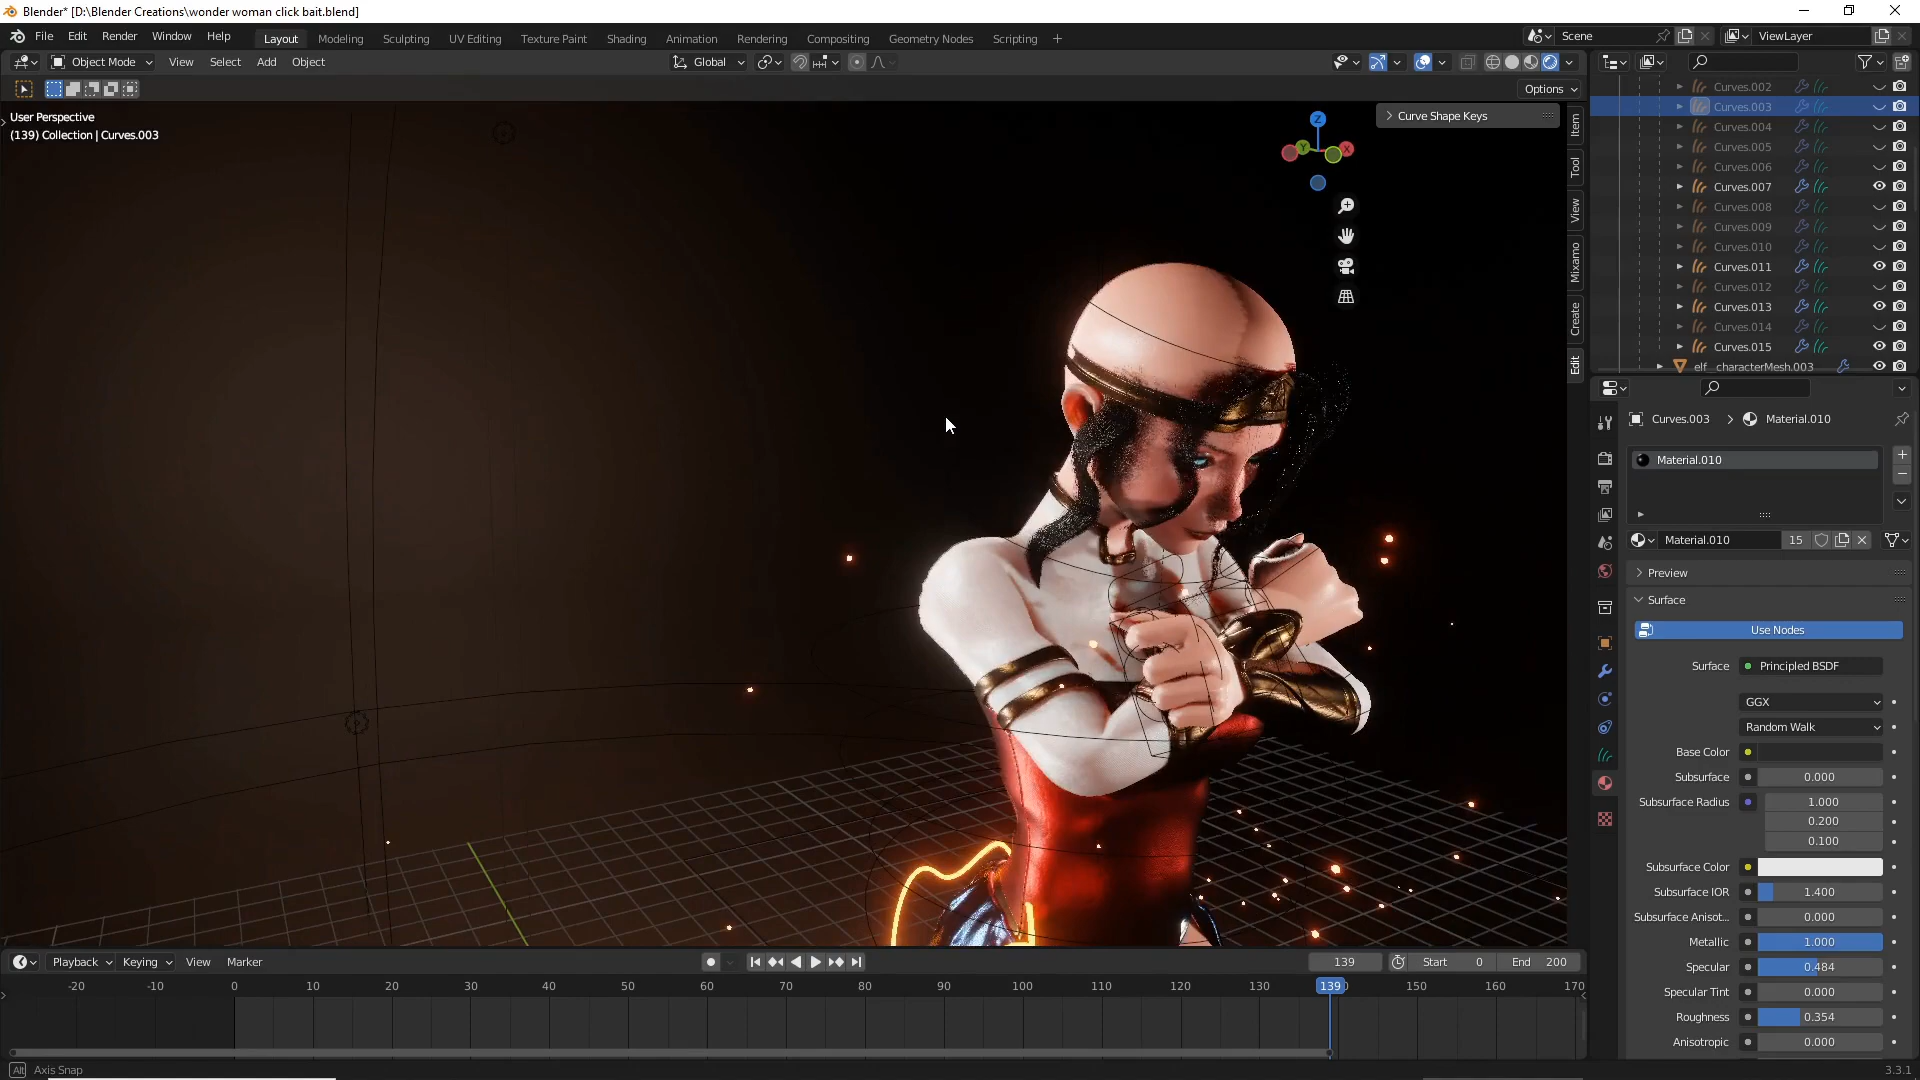 Blender* [D:\Blender Creations\wonder woman click bait.blend]
File Edit Render Window Help Layout Modeling Sculpting UV Editing Texture Paint Shading Animation Rendering Compositing Geometry Nodes Scripting + Scene ViewLayer
Object Mode View Select Add Object Global
Options
User Perspective
(139) Collection | Curves.003
Curve Shape Keys
Z
Y
X
Item
Tool
View
Mixamo
Create
Edit
Curves.002
Curves.003
Curves.004
Curves.005
Curves.006
Curves.007
Curves.008
Curves.009
Curves.010
Curves.011
Curves.012
Curves.013
Curves.014
Curves.015
elf_characterMesh.003
Curves.003 > Material.010
Material.010
Material.010 15
Preview
Surface
Use Nodes
Surface Principled BSDF
GGX
Random Walk
Base Color
Subsurface 0.000
Subsurface Radius 1.000
0.200
0.100
Subsurface Color
Subsurface IOR 1.400
Subsurface Anisot... 0.000
Metallic 1.000
Specular 0.484
Specular Tint 0.000
Roughness 0.354
Anisotropic 0.000
Playback Keying View Marker 139 Start 0 End 200
-20 -10 0 10 20 30 40 50 60 70 80 90 100 110 120 130 139 150 160 170
Alt Axis Snap
3.3.1